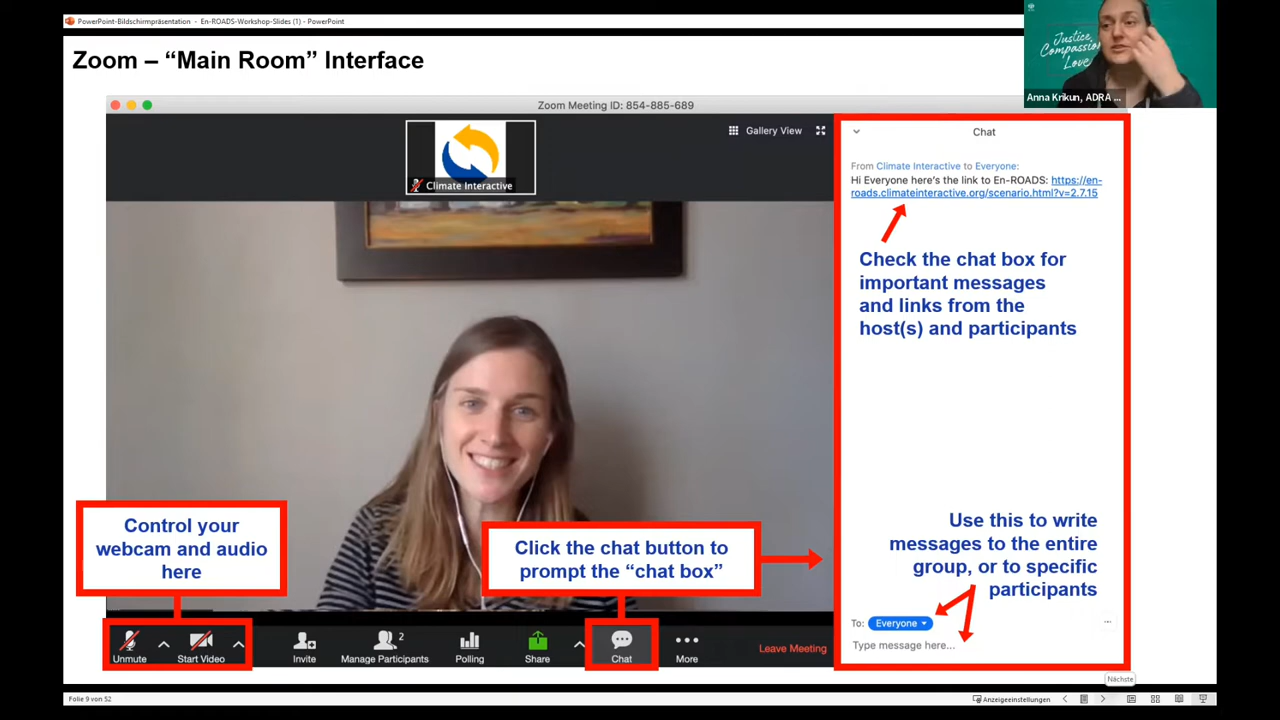 PowerPoint-Bildschirmpräsentation - En-ROADS-Workshop-Slides (1) - PowerPoint
Zoom – “Main Room” Interface
Justice,
Compassion,
Love
Anna Krikun, ADRA ...
Zoom Meeting ID: 854-885-689
Gallery View
Climate Interactive
Chat
From Climate Interactive to Everyone:
Hi Everyone here's the link to En-ROADS: https://en-
roads.climateinteractive.org/scenario.html?v=2.7.15
Check the chat box for
important messages
and links from the
host(s) and participants
Control your
webcam and audio
here
Click the chat button to
prompt the “chat box”
Use this to write
messages to the entire
group, or to specific
participants
To: Everyone
Type message here...
Unmute
Start Video
Invite
2
Manage Participants
Polling
Share
Chat
More
Leave Meeting
Nächste
Folie 9 von 52
Anzeigeeinstellungen